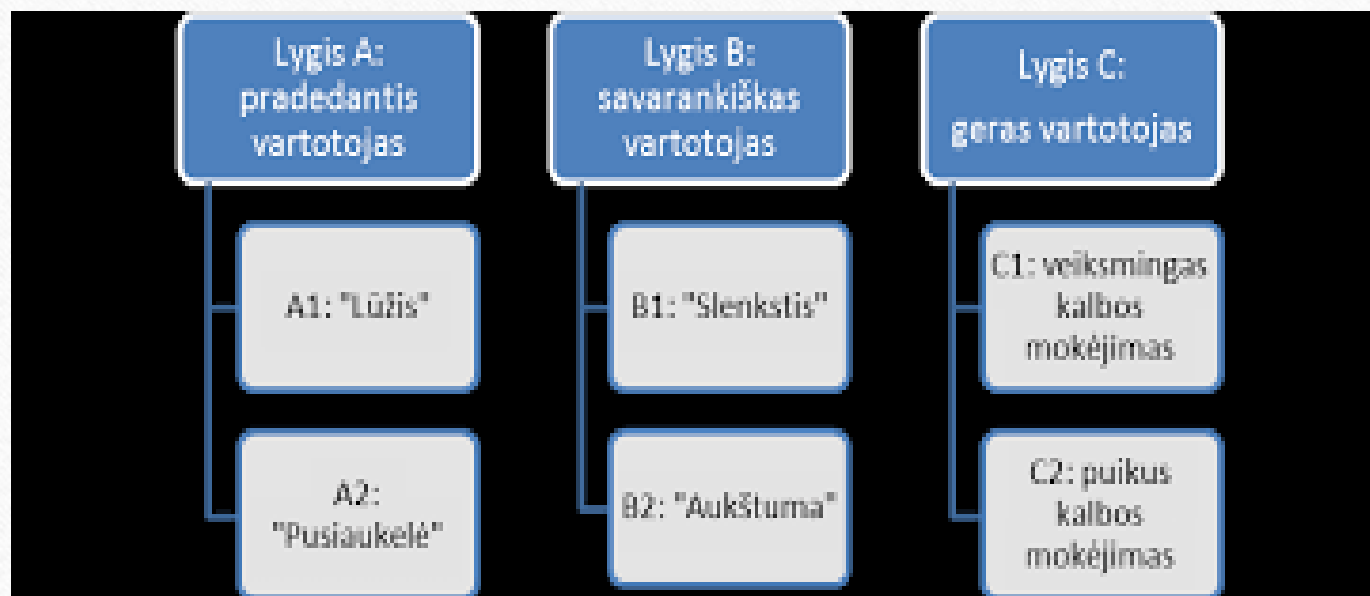 Lygis A:
pradedantis
vartotojas
A1: "Lūžis"
A2:
"Pusiaukelė"
Lygis B:
savarankiškas
vartotojas
B1: "Slenkstis"
B2: "Aukštuma"
Lygis C:
geras vartotojas
C1: veiksmingas
kalbos
mokėjimas
C2: puikus
kalbos
mokėjimas